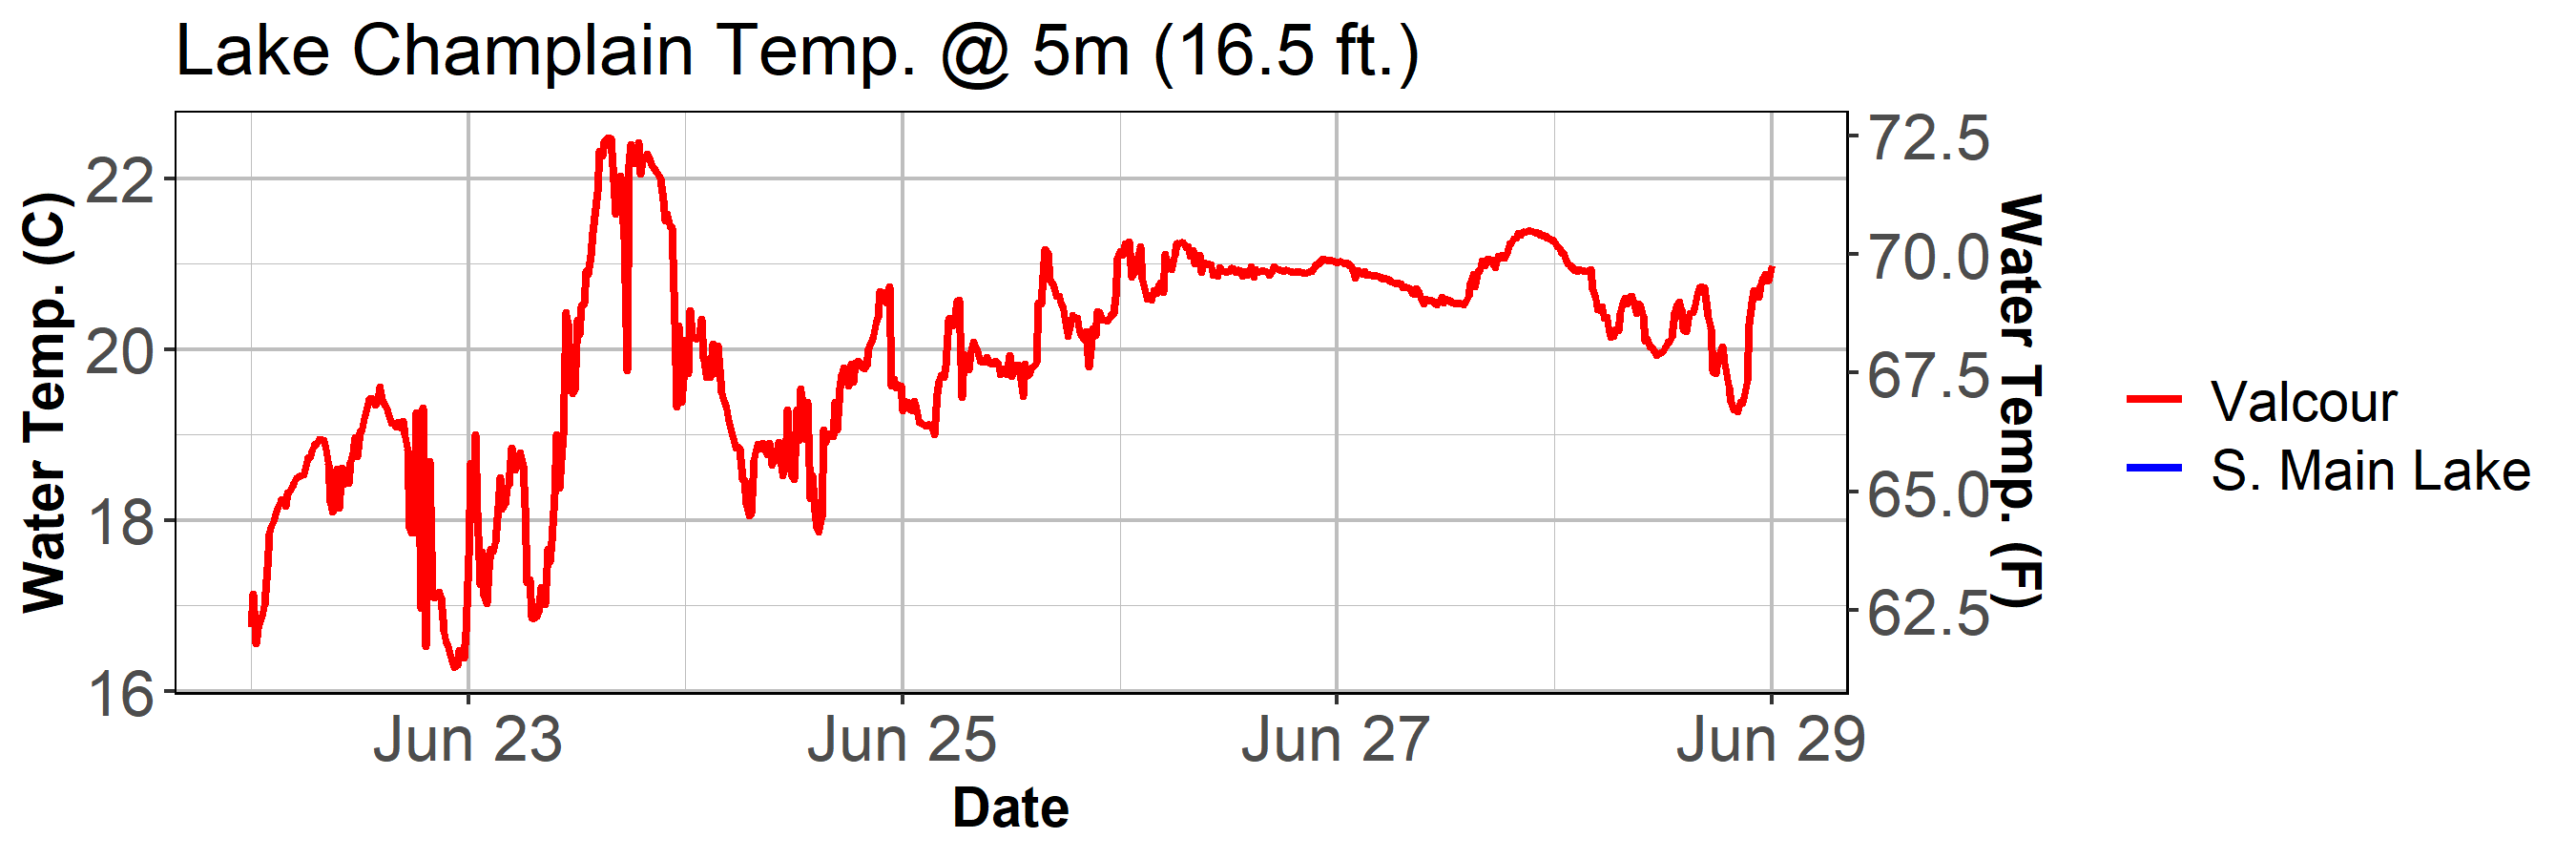 Lake Champlain Temp. @ 5m (16.5 ft.)
Water Temp. (C)
22
20
18
16
72.5
70.0
67.5
65.0
62.5
Water Temp. (F)
Jun 23
Jun 25
Jun 27
Jun 29
Date
Valcour
S. Main Lake